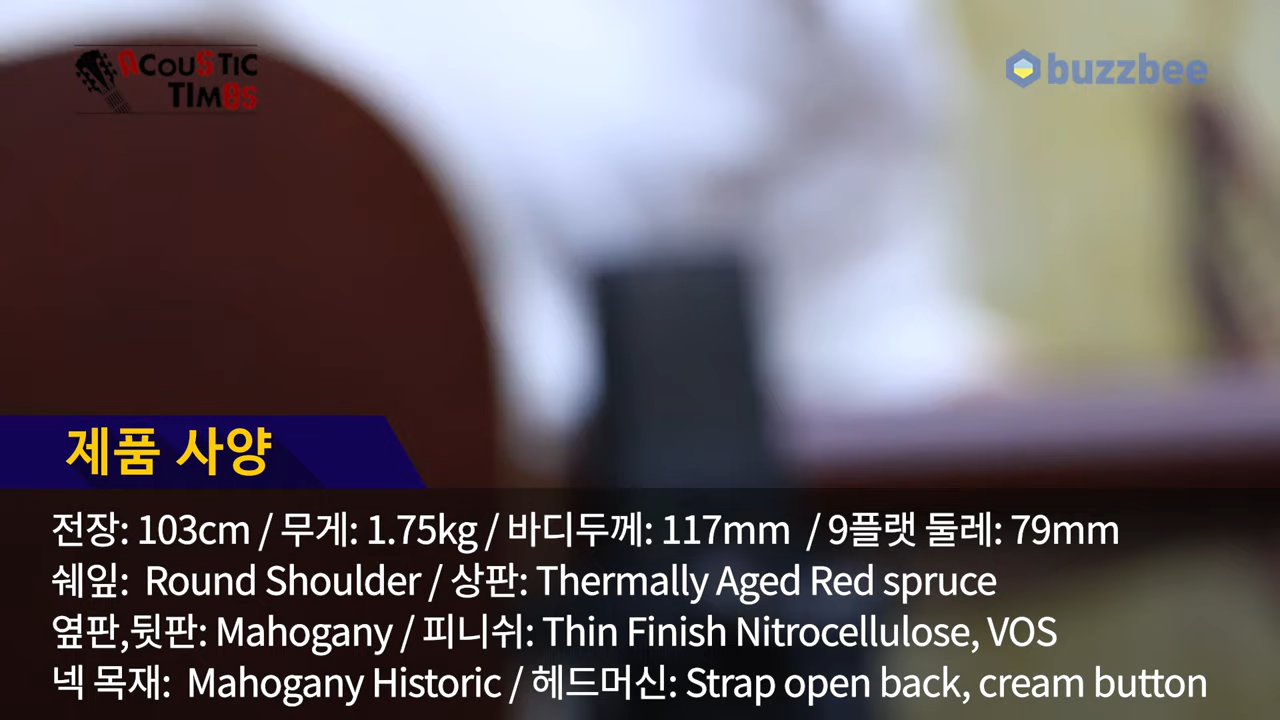 ACOUSTIC
TIMES
buzzbee
제품 사양
전장: 103cm / 무게: 1.75kg / 바디두께: 117mm / 9플랫 둘레: 79mm
쉐잎: Round Shoulder / 상판: Thermally Aged Red spruce
옆판,뒷판: Mahogany / 피니쉬: Thin Finish Nitrocellulose, VOS
넥 목재: Mahogany Historic / 헤드머신: Strap open back, cream button